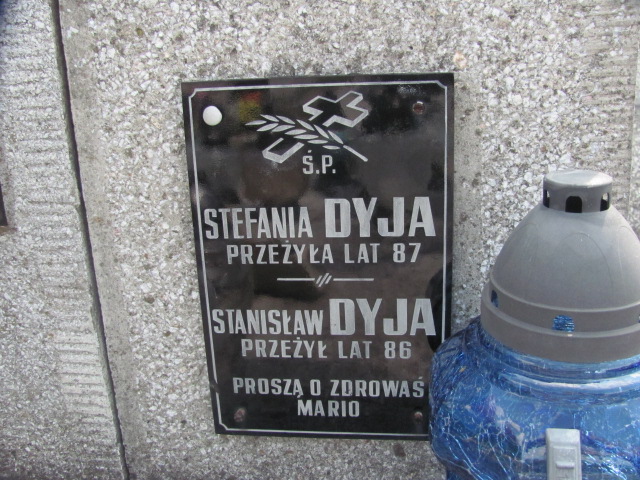 Ś.P.
STEFANIA DYJA
PRZEŻYŁA LAT 87
STANISŁAW DYJA
PRZEŻYŁ LAT 86
PROSZĄ O ZDROWAŚ
MARIO